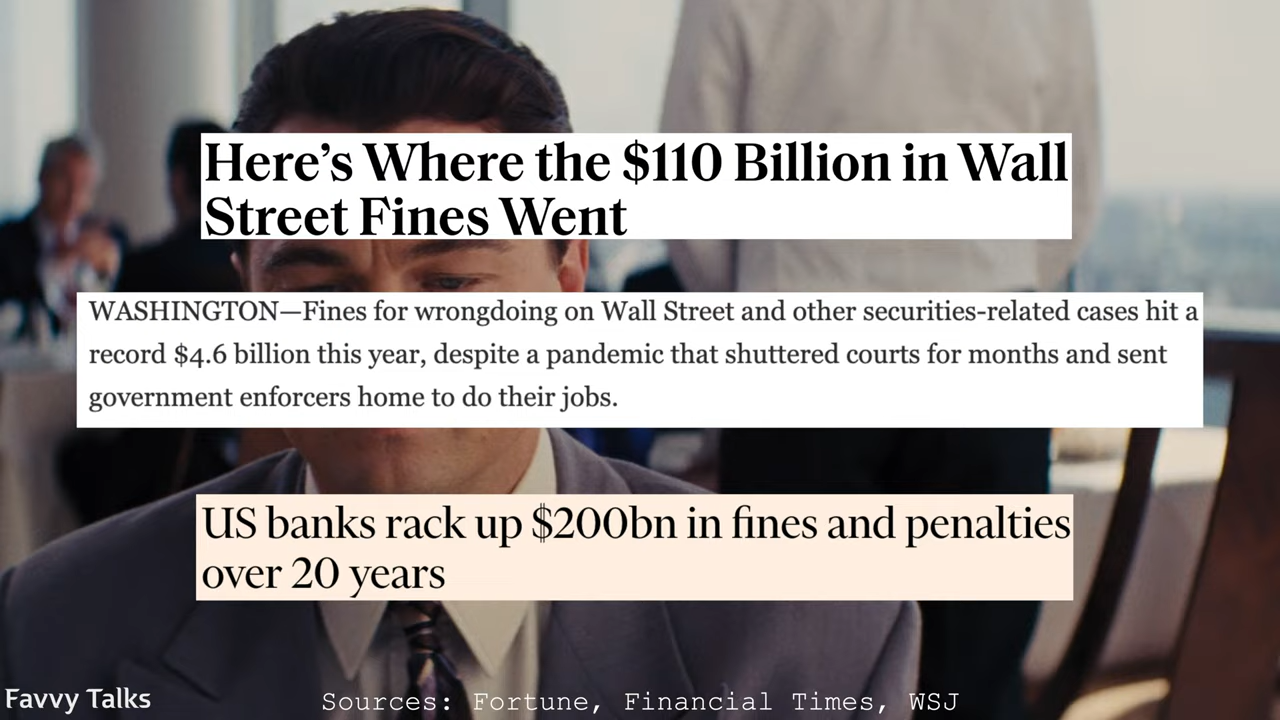 Here’s Where the $110 Billion in Wall
Street Fines Went
WASHINGTON—Fines for wrongdoing on Wall Street and other securities-related cases hit a
record $4.6 billion this year, despite a pandemic that shuttered courts for months and sent
government enforcers home to do their jobs.
US banks rack up $200bn in fines and penalties
over 20 years
Favvy Talks
Sources: Fortune, Financial Times, WSJ